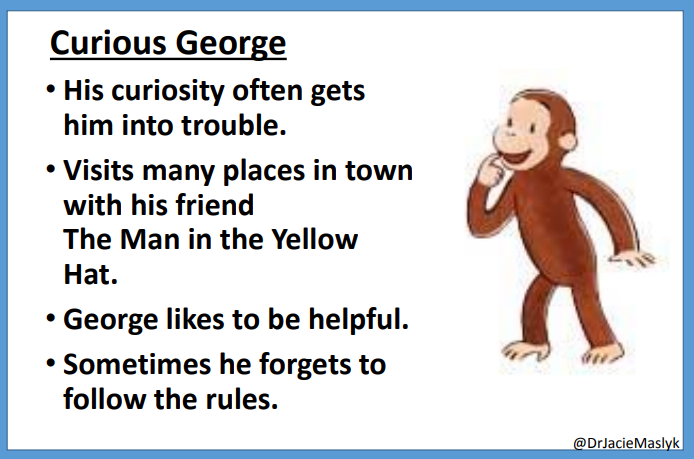 Curious George
• His curiosity often gets
him into trouble.
• Visits many places in town
with his friend
The Man in the Yellow
Hat.
• George likes to be helpful.
• Sometimes he forgets to
follow the rules.
@DrJacieMaslyk